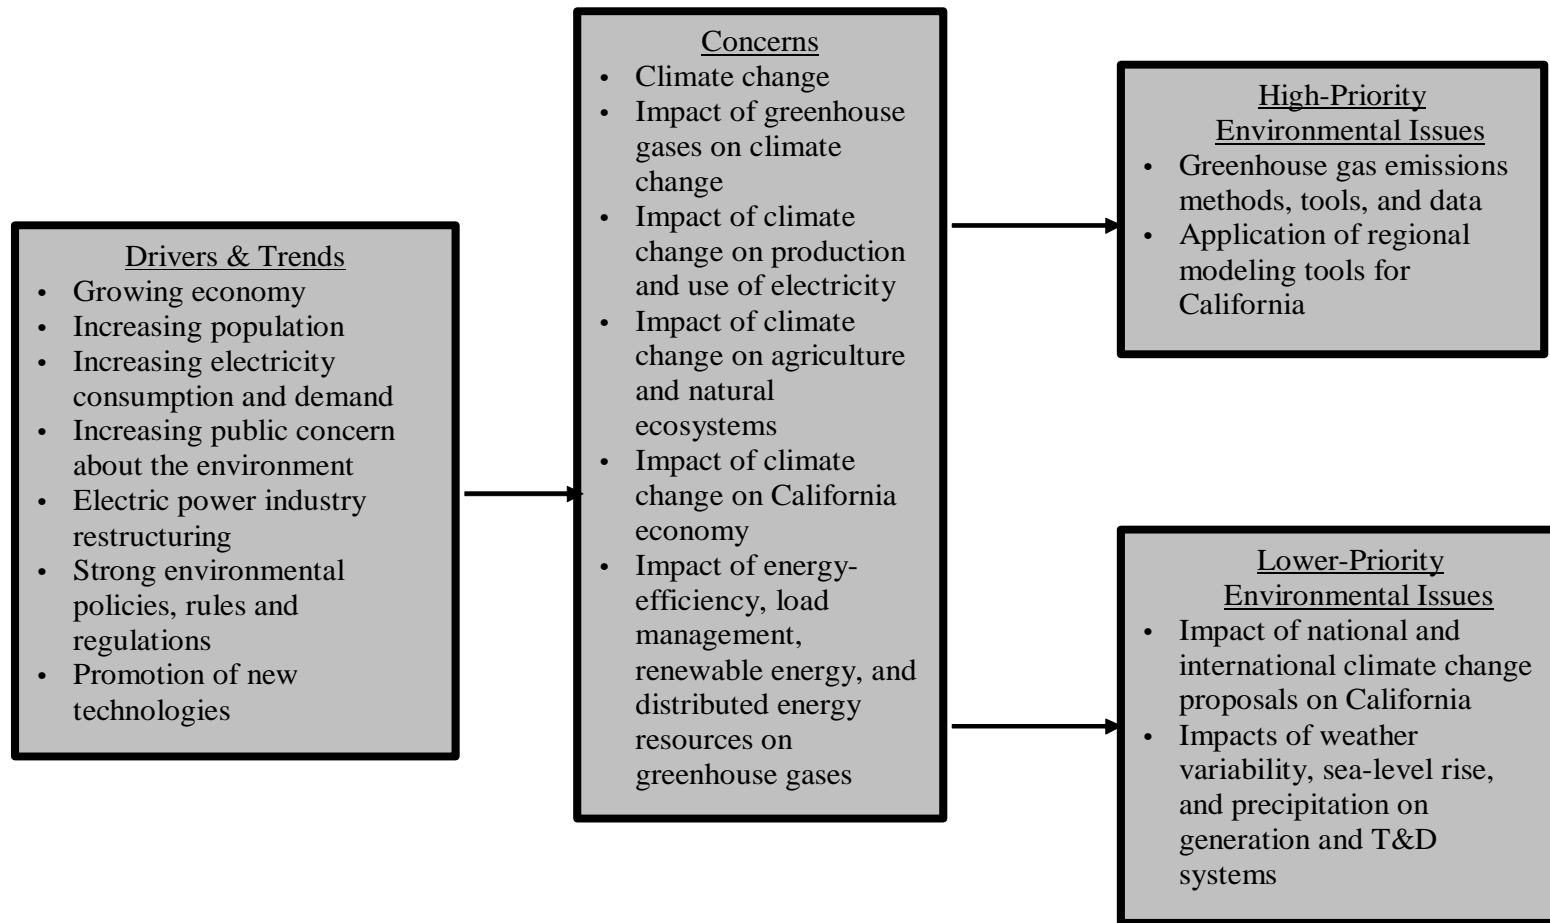 Drivers & Trends
• Growing economy
• Increasing population
• Increasing electricity
consumption and demand
• Increasing public concern
about the environment
• Electric power industry
restructuring
• Strong environmental
policies, rules and
regulations
• Promotion of new
technologies
Concerns
• Climate change
• Impact of greenhouse
gases on climate
change
• Impact of climate
change on production
and use of electricity
• Impact of climate
change on agriculture
and natural
ecosystems
• Impact of climate
change on California
economy
• Impact of energy-
efficiency, load
management,
renewable energy, and
distributed energy
resources on
greenhouse gases
High-Priority
Environmental Issues
• Greenhouse gas emissions
methods, tools, and data
• Application of regional
modeling tools for
California
Lower-Priority
Environmental Issues
• Impact of national and
international climate change
proposals on California
• Impacts of weather
variability, sea-level rise,
and precipitation on
generation and T&D
systems